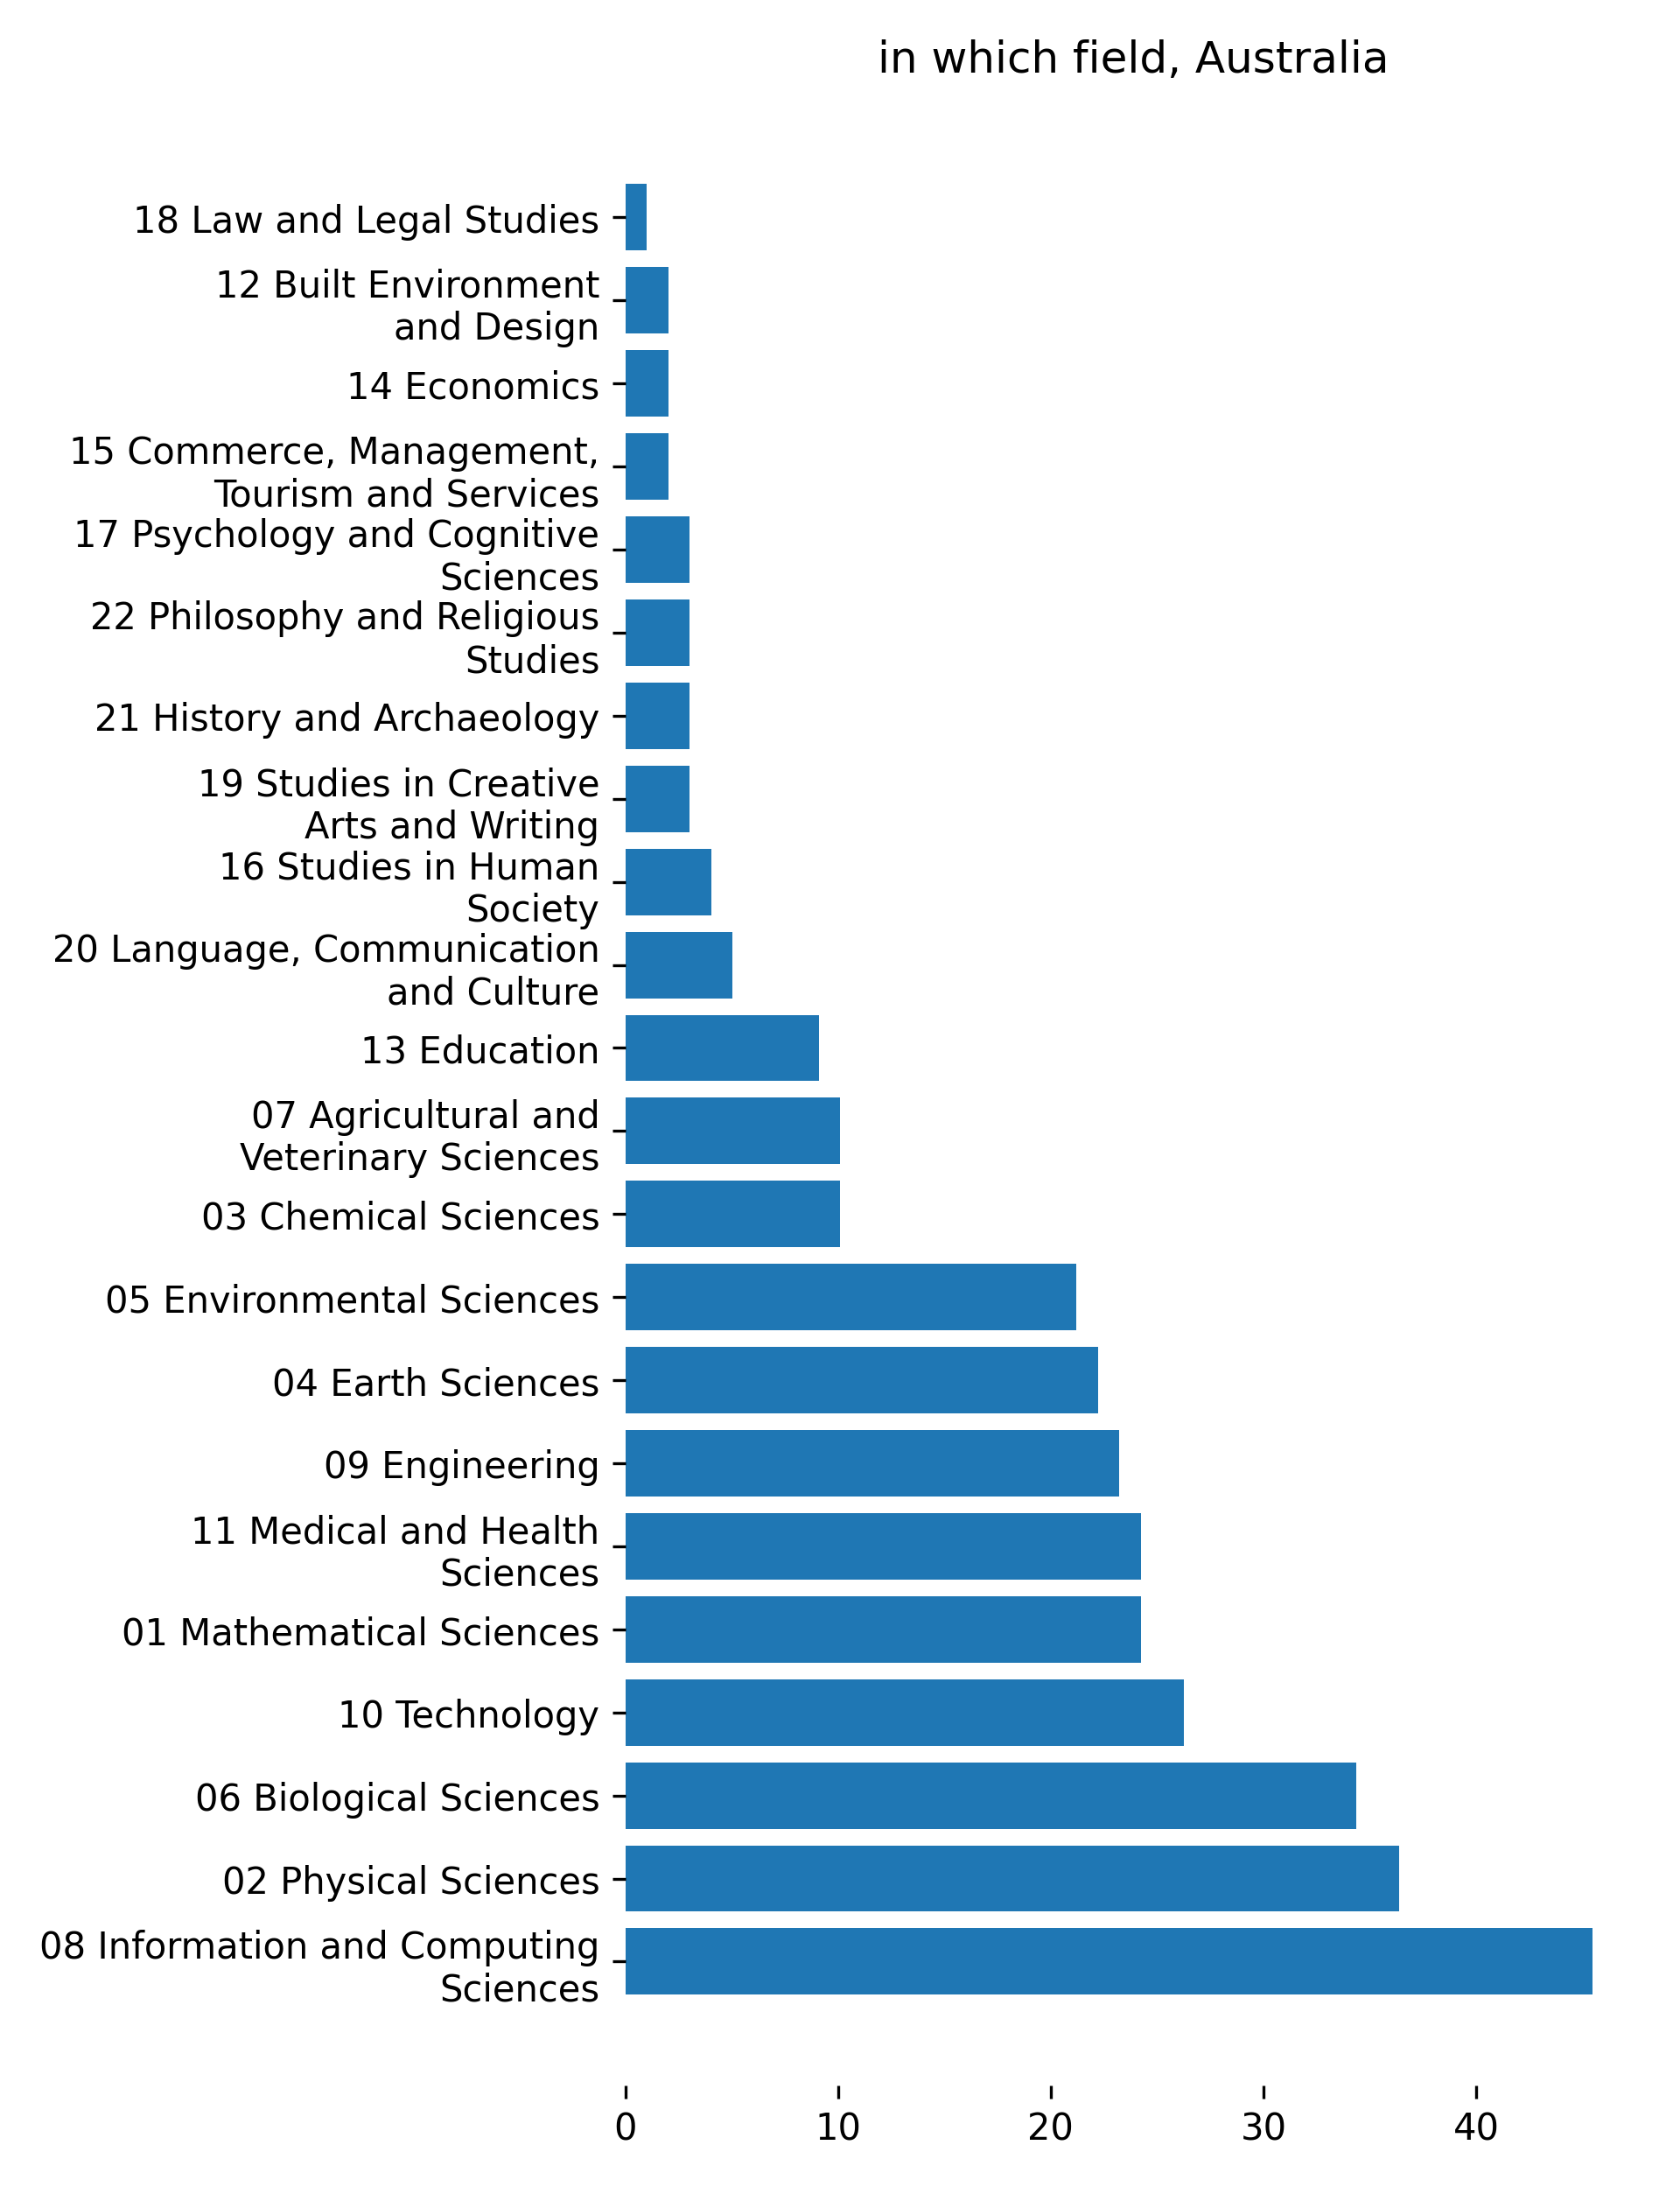 in which field, Australia
18 Law and Legal Studies
12 Built Environment
and Design
14 Economics
15 Commerce, Management,
Tourism and Services
17 Psychology and Cognitive
Sciences
22 Philosophy and Religious
Studies
21 History and Archaeology
19 Studies in Creative
Arts and Writing
16 Studies in Human
Society
20 Language, Communication
and Culture
13 Education
07 Agricultural and
Veterinary Sciences
03 Chemical Sciences
05 Environmental Sciences
04 Earth Sciences
09 Engineering
11 Medical and Health
Sciences
01 Mathematical Sciences
10 Technology
06 Biological Sciences
02 Physical Sciences
08 Information and Computing
Sciences
0 10 20 30 40